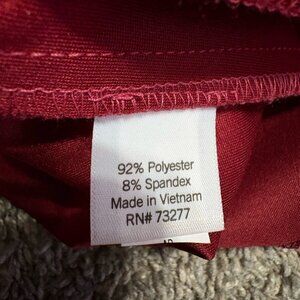 92% Polyester
8% Spandex
Made in Vietnam
RN# 73277